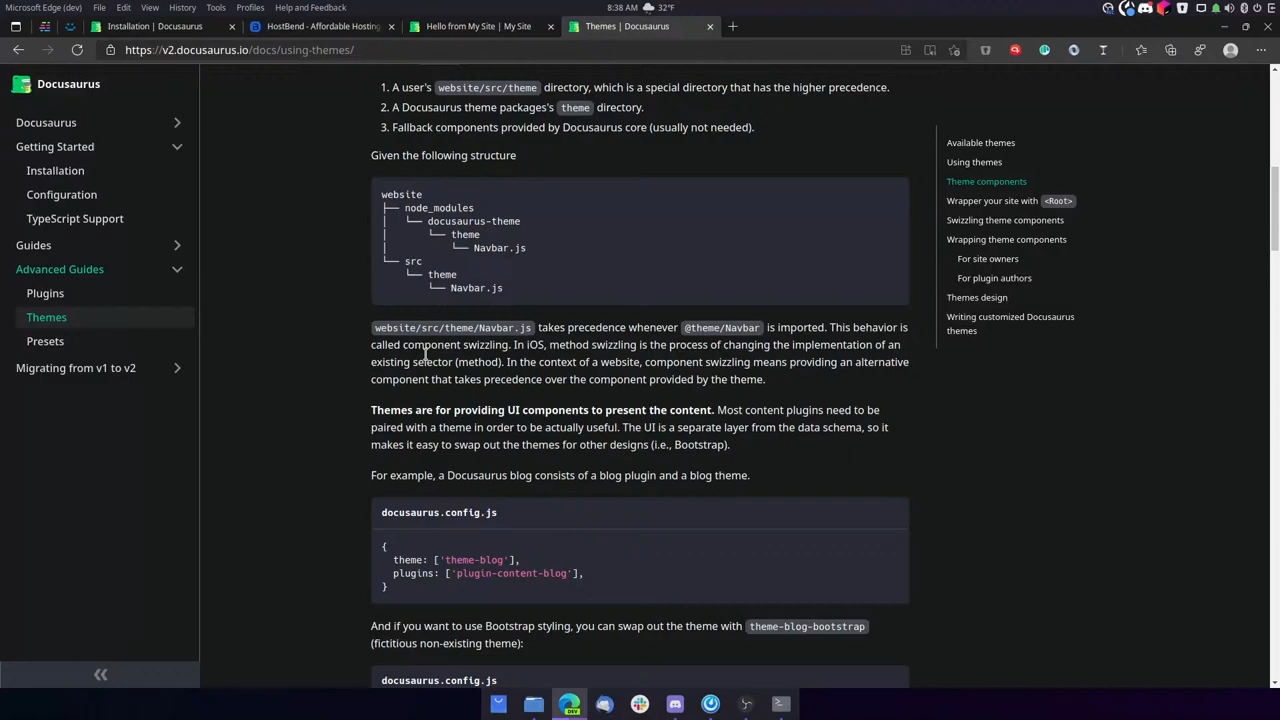 Microsoft Edge (Dev)
File
Edit
View
History
Tools
Profiles
Help and Feedback
8:38 AM
32°F
Installation | Docusaurus
HostBend - Affordable Hosting
Hello from My Site | My Site
Themes | Docusaurus
https://v2.docusaurus.io/docs/using-themes/
Docusaurus
Docusaurus
Getting Started
Installation
Configuration
TypeScript Support
Guides
Advanced Guides
Plugins
Themes
Presets
Migrating from v1 to v2
1. A user's website/src/theme directory, which is a special directory that has the higher precedence.
2. A Docusaurus theme packages's theme directory.
3. Fallback components provided by Docusaurus core (usually not needed).
Given the following structure
website
├── node_modules
│   └── docusaurus-theme
│       └── theme
│           └── Navbar.js
└── src
    └── theme
        └── Navbar.js
website/src/theme/Navbar.js takes precedence whenever @theme/Navbar is imported. This behavior is
called component swizzling. In iOS, method swizzling is the process of changing the implementation of an
existing selector (method). In the context of a website, component swizzling means providing an alternative
component that takes precedence over the component provided by the theme.
Themes are for providing UI components to present the content. Most content plugins need to be
paired with a theme in order to be actually useful. The UI is a separate layer from the data schema, so it
makes it easy to swap out the themes for other designs (i.e., Bootstrap).
For example, a Docusaurus blog consists of a blog plugin and a blog theme.
docusaurus.config.js
{
  theme: ['theme-blog'],
  plugins: ['plugin-content-blog'],
}
And if you want to use Bootstrap styling, you can swap out the theme with theme-blog-bootstrap
(fictitious non-existing theme):
docusaurus.config.js
Available themes
Using themes
Theme components
Wrapper your site with <Root>
Swizzling theme components
Wrapping theme components
For site owners
For plugin authors
Themes design
Writing customized Docusaurus
themes
DEV